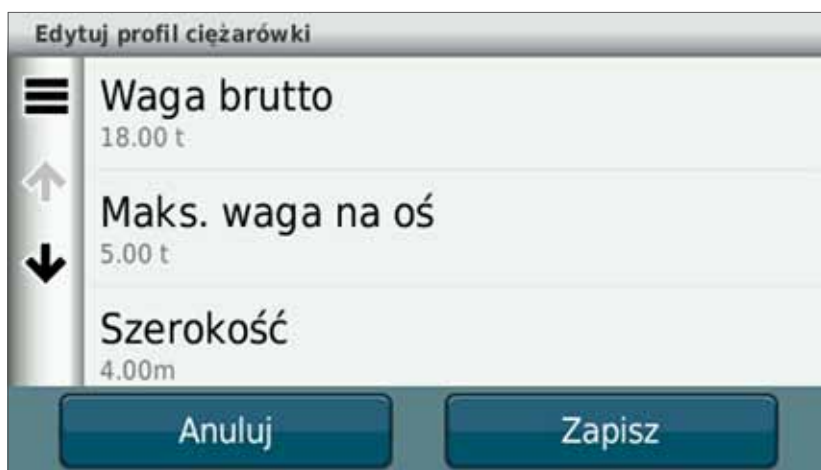 Edytuj profil ciężarówki
Waga brutto
18.00 t
Maks. waga na oś
5.00 t
Szerokość
4.00m
Anuluj
Zapisz